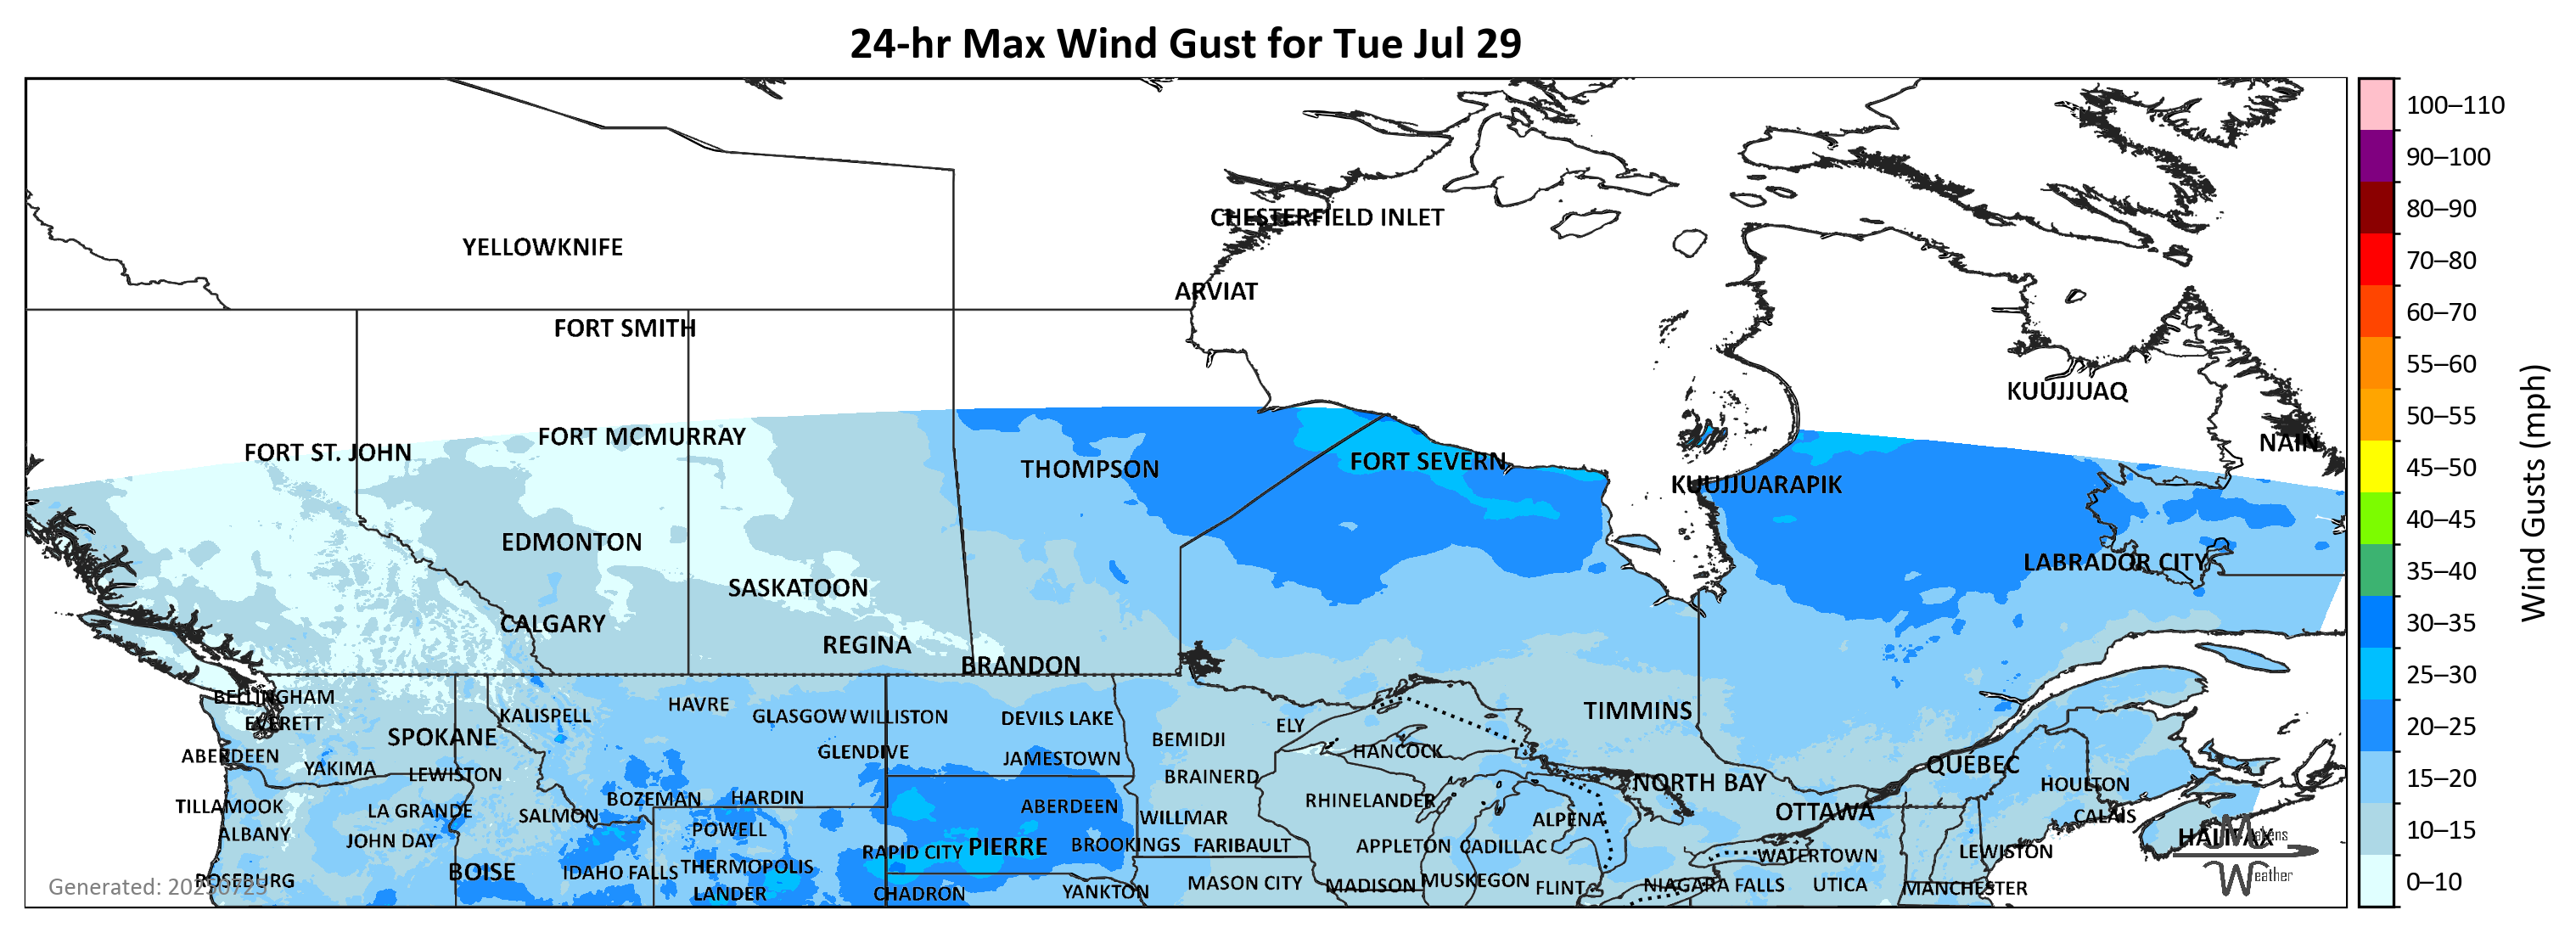 24-hr Max Wind Gust for Tue Jul 29
100–110
90–100
80–90
70–80
60–70
55–60
50–55
45–50
40–45
35–40
30–35
25–30
20–25
15–20
10–15
0–10
Wind Gusts (mph)
CHESTERFIELD INLET
YELLOWKNIFE
ARVIAT
FORT SMITH
KUUJJUAQ
FORT MCMURRAY
NAIN
FORT ST. JOHN
FORT SEVERN
THOMPSON
KUUJJUARAPIK
EDMONTON
LABRADOR CITY
SASKATOON
CALGARY
REGINA
BRANDON
BELLINGHAM
HAVRE
TIMMINS
KALISPELL
GLASGOW
WILLISTON
DEVILS LAKE
EVERETT
ELY
SPOKANE
BEMIDJI
HANCOCK
GLENDIVE
ABERDEEN
JAMESTOWN
QUÉBEC
YAKIMA
LEWISTON
BRAINERD
NORTH BAY
HOULTON
BOZEMAN
HARDIN
RHINELANDER
TILLAMOOK
LA GRANDE
ABERDEEN
OTTAWA
SALMON
WILLMAR
CALAIS
ALPENA
POWELL
ALBANY
HALIFAX
Makens
Weather
JOHN DAY
RAPID CITY
PIERRE
BROOKINGS
FARIBAULT
APPLETON
CADILLAC
LEWISTON
WATERTOWN
BOISE
IDAHO FALLS
THERMOPOLIS
ROSEBURG
MASON CITY
MADISON
MUSKEGON
FLINT
NIAGARA FALLS
UTICA
MANCHESTER
LANDER
CHADRON
YANKTON
Generated: 20250725